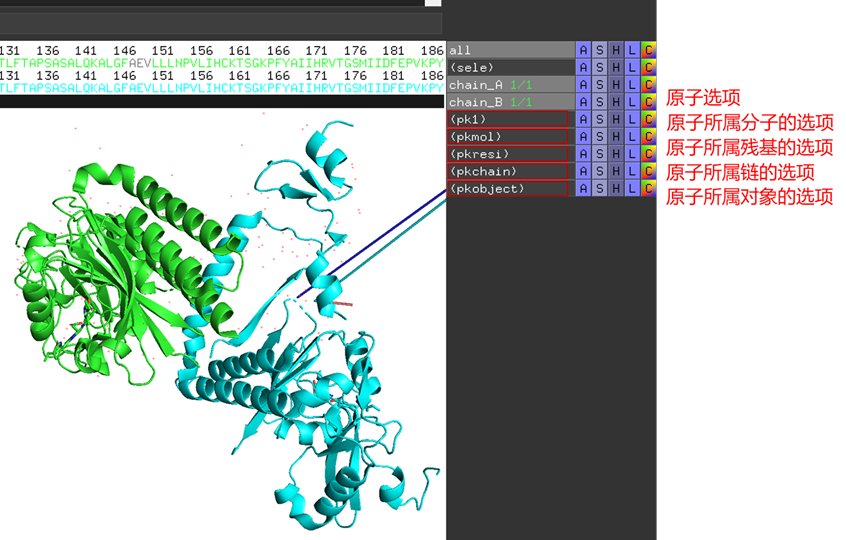 131 136 141 146 151 156 161 166 171 176 181 186
TLFTAPSASALQKALGFAEVLLLNPVLIHCKTSGKPFYAIIHRVTGSMIIDFEPVKPY
131 136 141 146 151 156 161 166 171 176 181 186
TLFTAPSASALQKALGFAEVLLLNPVLIHCKTSGKPFYAIIHRVTGSMIIDFEPVKPY
all A S H L C
(sele) A S H L C
chain_A 1/1 A S H L C
chain_B 1/1 A S H L C
(pk1) A S H L C
(pkmol) A S H L C
(pkresi) A S H L C
(pkchain) A S H L C
(pkobject) A S H L C
原子选项
原子所属分子的选项
原子所属残基的选项
原子所属链的选项
原子所属对象的选项